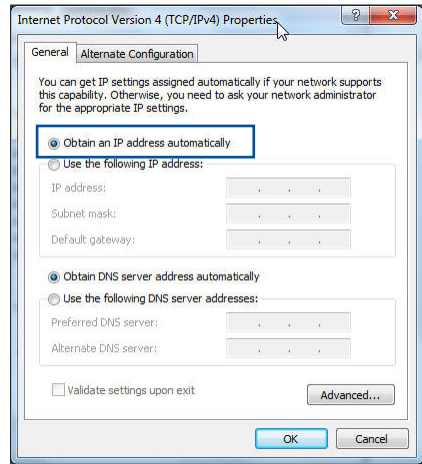 Internet Protocol Version 4 (TCP/IPv4) Properties
General
Alternate Configuration
You can get IP settings assigned automatically if your network supports
this capability. Otherwise, you need to ask your network administrator
for the appropriate IP settings.
Obtain an IP address automatically
Use the following IP address:
IP address:
Subnet mask:
Default gateway:
Obtain DNS server address automatically
Use the following DNS server addresses:
Preferred DNS server:
Alternate DNS server:
Validate settings upon exit
Advanced...
OK
Cancel